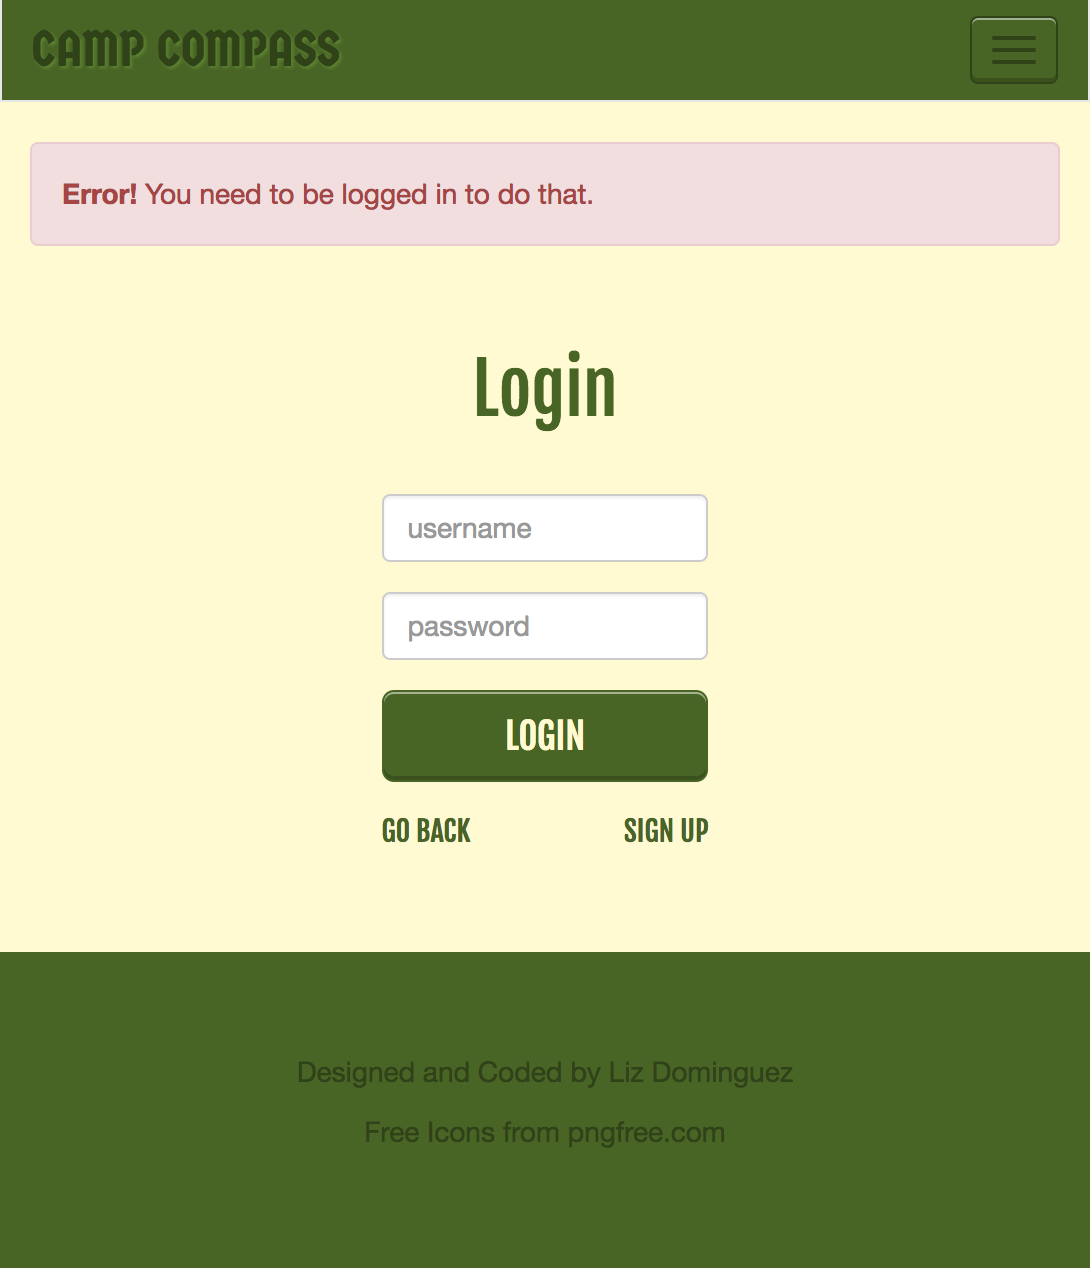 CAMP COMPASS
Error! You need to be logged in to do that.
Login
username
password
LOGIN
GO BACK SIGN UP
Designed and Coded by Liz Dominguez
Free Icons from pngfree.com